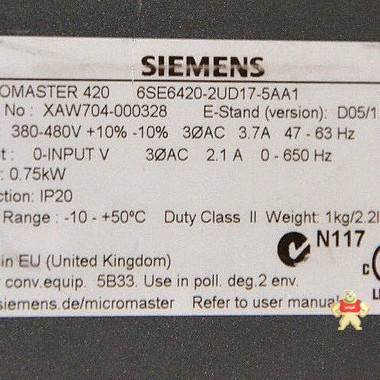 SIEMENS
OMASTER 420 6SE6420-2UD17-5AA1
No : XAW704-000328 E-Stand (version): D05/1.
380-480V +10% -10% 3ØAC 3.7A 47 - 63 Hz
t : 0-INPUT V 3ØAC 2.1 A 0 - 650 Hz
: 0.75kW
ction: IP20
Range : -10 - +50°C Duty Class II Weight: 1kg/2.2l
N117
in EU (United Kingdom)
r conv.equip. 5B33. Use in poll. deg.2 env.
siemens.de/micromaster Refer to user manual